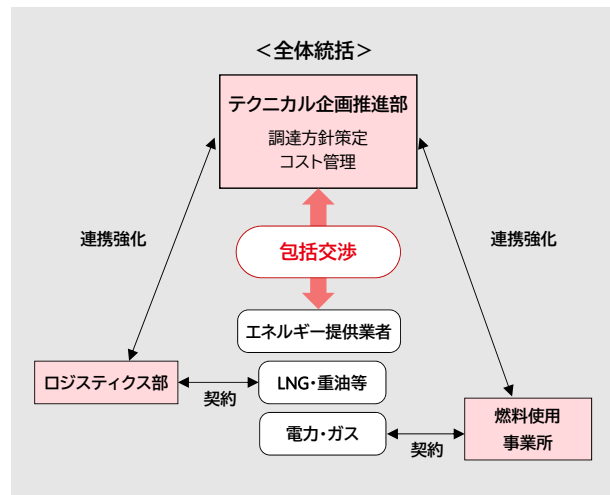 ＜全体統括＞
テクニカル企画推進部
調達方針策定
コスト管理
連携強化
包括交渉
連携強化
エネルギー提供業者
ロジスティクス部
契約
LNG・重油等
電力・ガス
契約
燃料使用
事業所